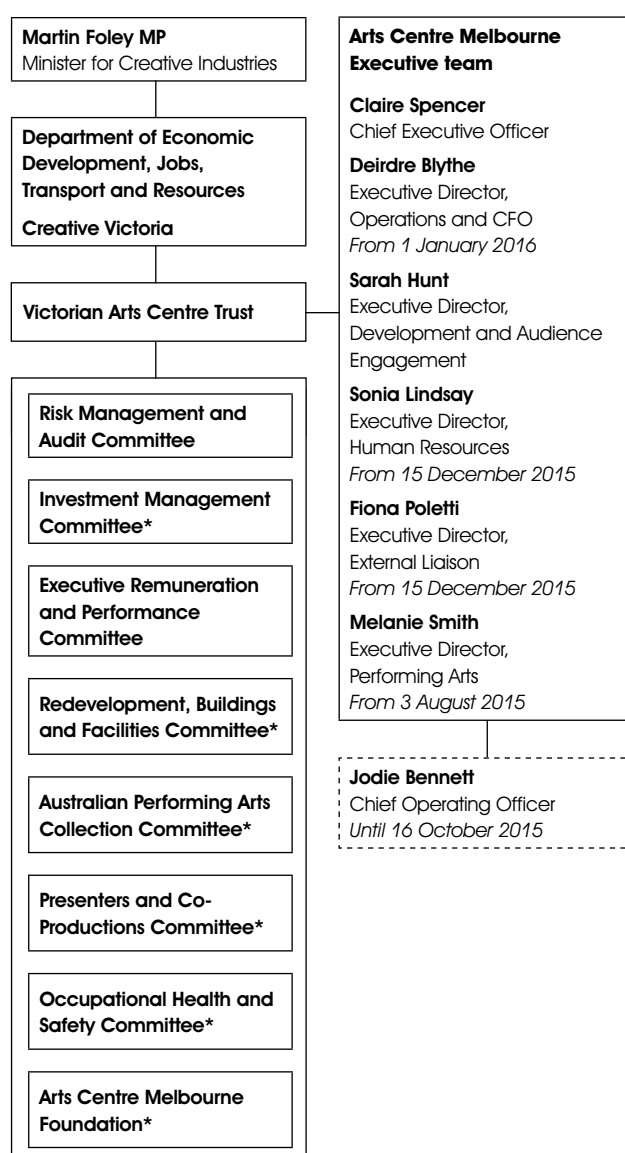 Martin Foley MP
Minister for Creative Industries
Department of Economic
Development, Jobs,
Transport and Resources
Creative Victoria
Victorian Arts Centre Trust
Risk Management and
Audit Committee
Investment Management
Committee*
Executive Remuneration
and Performance
Committee
Redevelopment, Buildings
and Facilities Committee*
Australian Performing Arts
Collection Committee*
Presenters and Co-
Productions Committee*
Occupational Health and
Safety Committee*
Arts Centre Melbourne
Foundation*
Arts Centre Melbourne
Executive team
Claire Spencer
Chief Executive Officer
Deirdre Blythe
Executive Director,
Operations and CFO
From 1 January 2016
Sarah Hunt
Executive Director,
Development and Audience
Engagement
Sonia Lindsay
Executive Director,
Human Resources
From 15 December 2015
Fiona Poletti
Executive Director,
External Liaison
From 15 December 2015
Melanie Smith
Executive Director,
Performing Arts
From 3 August 2015
Jodie Bennett
Chief Operating Officer
Until 16 October 2015